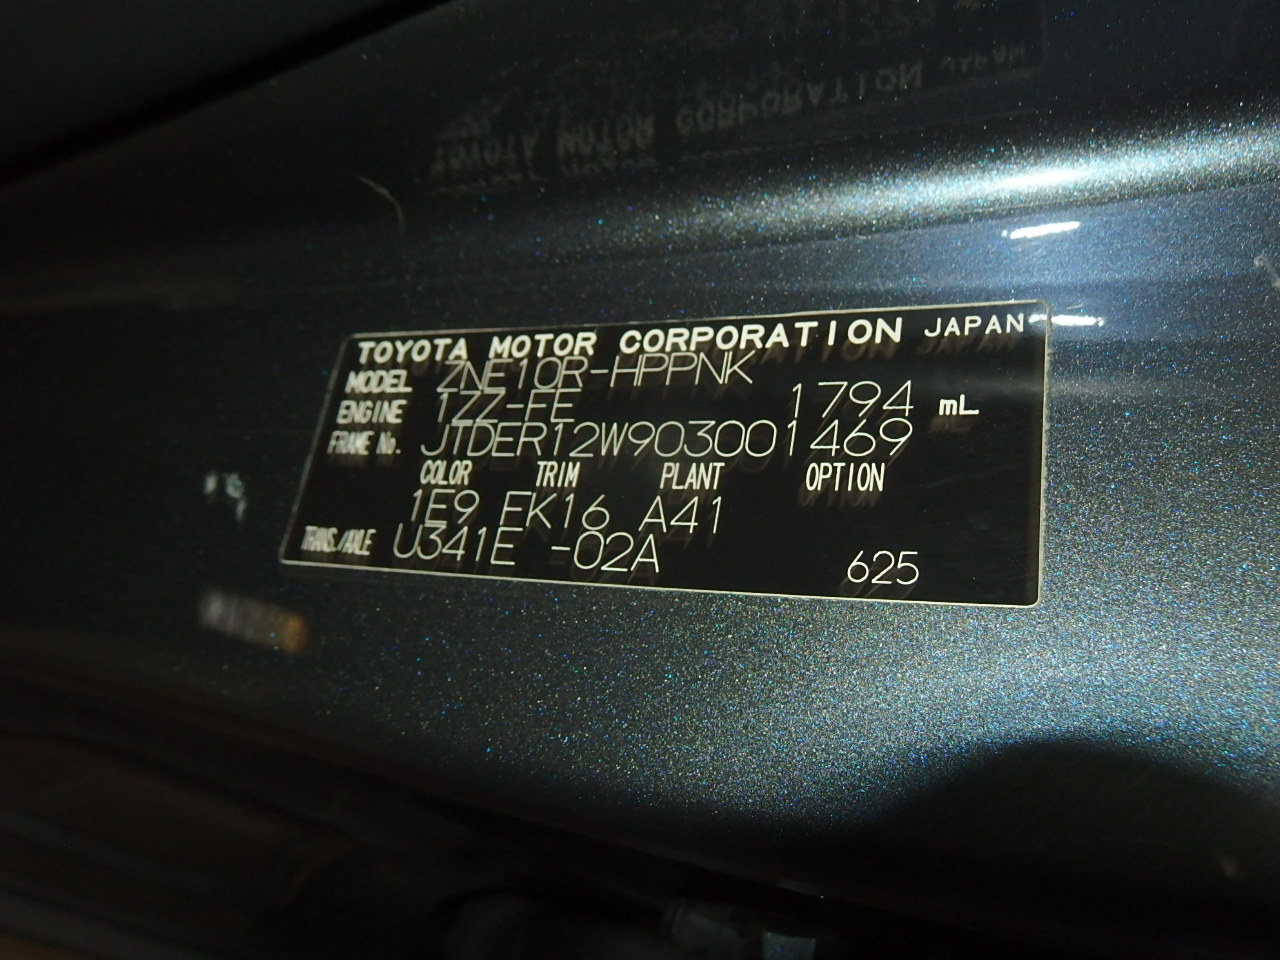 TOYOTA MOTOR CORPORATION JAPAN
MODEL ZNE10R-HPPNK
ENGINE 1ZZ-FE 1794 mL
FRAME No. JTDER12W903001469
COLOR TRIM PLANT OPTION
1E9 EK16 A41
TRANS./AXLE U341E -02A 625